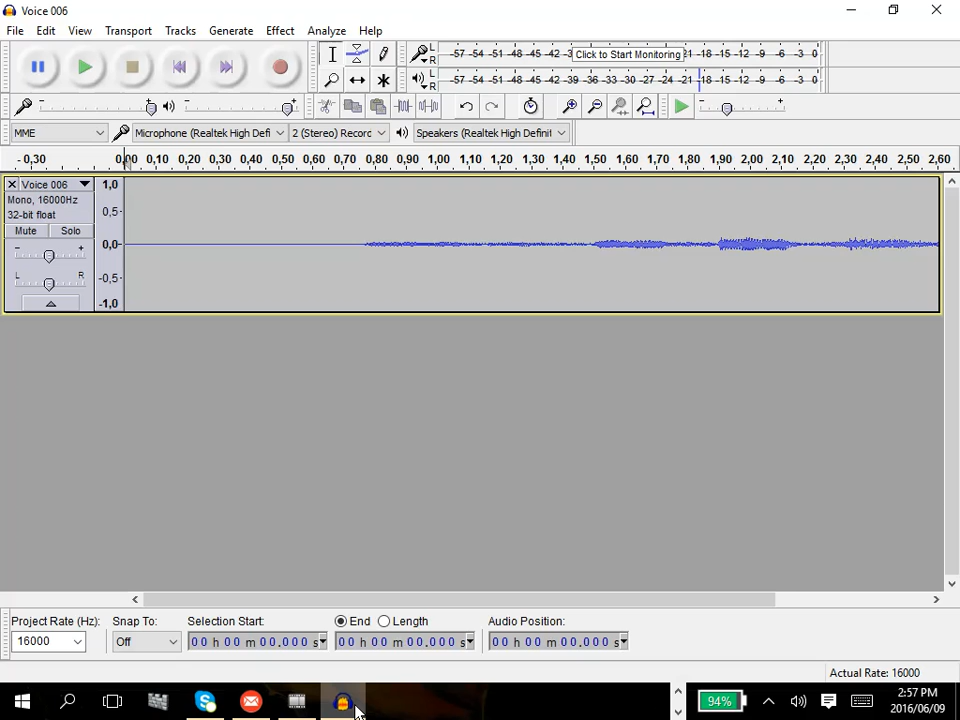 Voice 006
File Edit View Transport Tracks Generate Effect Analyze Help
L R -57 -54 -51 -48 -45 -42 -3 Click to Start Monitoring -18 -15 -12 -9 -6 -3 0
L R -57 -54 -51 -48 -45 -42 -39 -36 -33 -30 -27 -24 -21 -18 -15 -12 -9 -6 -3 0
MME Microphone (Realtek High Defi 2 (Stereo) Recorc Speakers (Realtek High Definit
- 0,30 0,00 0,10 0,20 0,30 0,40 0,50 0,60 0,70 0,80 0,90 1,00 1,10 1,20 1,30 1,40 1,50 1,60 1,70 1,80 1,90 2,00 2,10 2,20 2,30 2,40 2,50 2,60
Voice 006 1,0
Mono, 16000Hz
32-bit float 0,5
Mute Solo
- + 0,0
L R -0,5
-1,0
Project Rate (Hz): Snap To: Selection Start: End Length Audio Position:
16000 Off 00 h 00 m 00.000 s 00 h 00 m 00.000 s 00 h 00 m 00.000 s
Actual Rate: 16000
94% 2:57 PM
2016/06/09